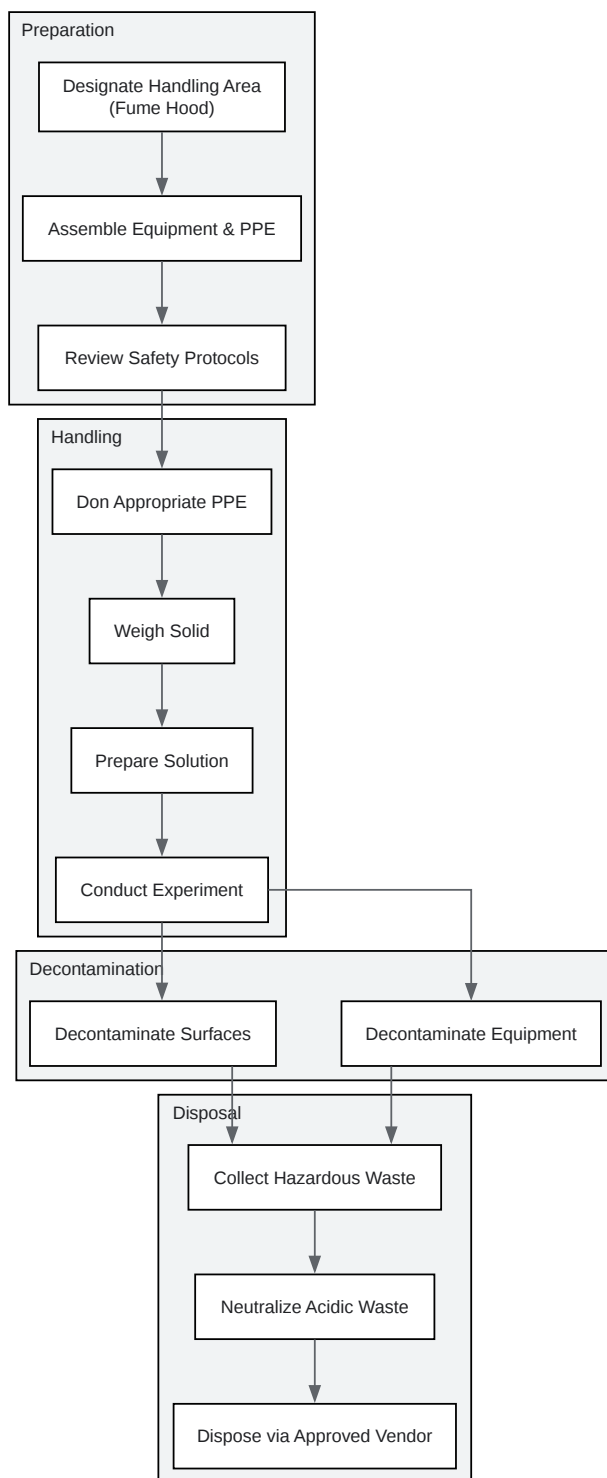 Preparation
Designate Handling Area
(Fume Hood)
Assemble Equipment & PPE
Review Safety Protocols
Handling
Don Appropriate PPE
Weigh Solid
Prepare Solution
Conduct Experiment
Decontamination
Decontaminate Surfaces
Decontaminate Equipment
Disposal
Collect Hazardous Waste
Neutralize Acidic Waste
Dispose via Approved Vendor